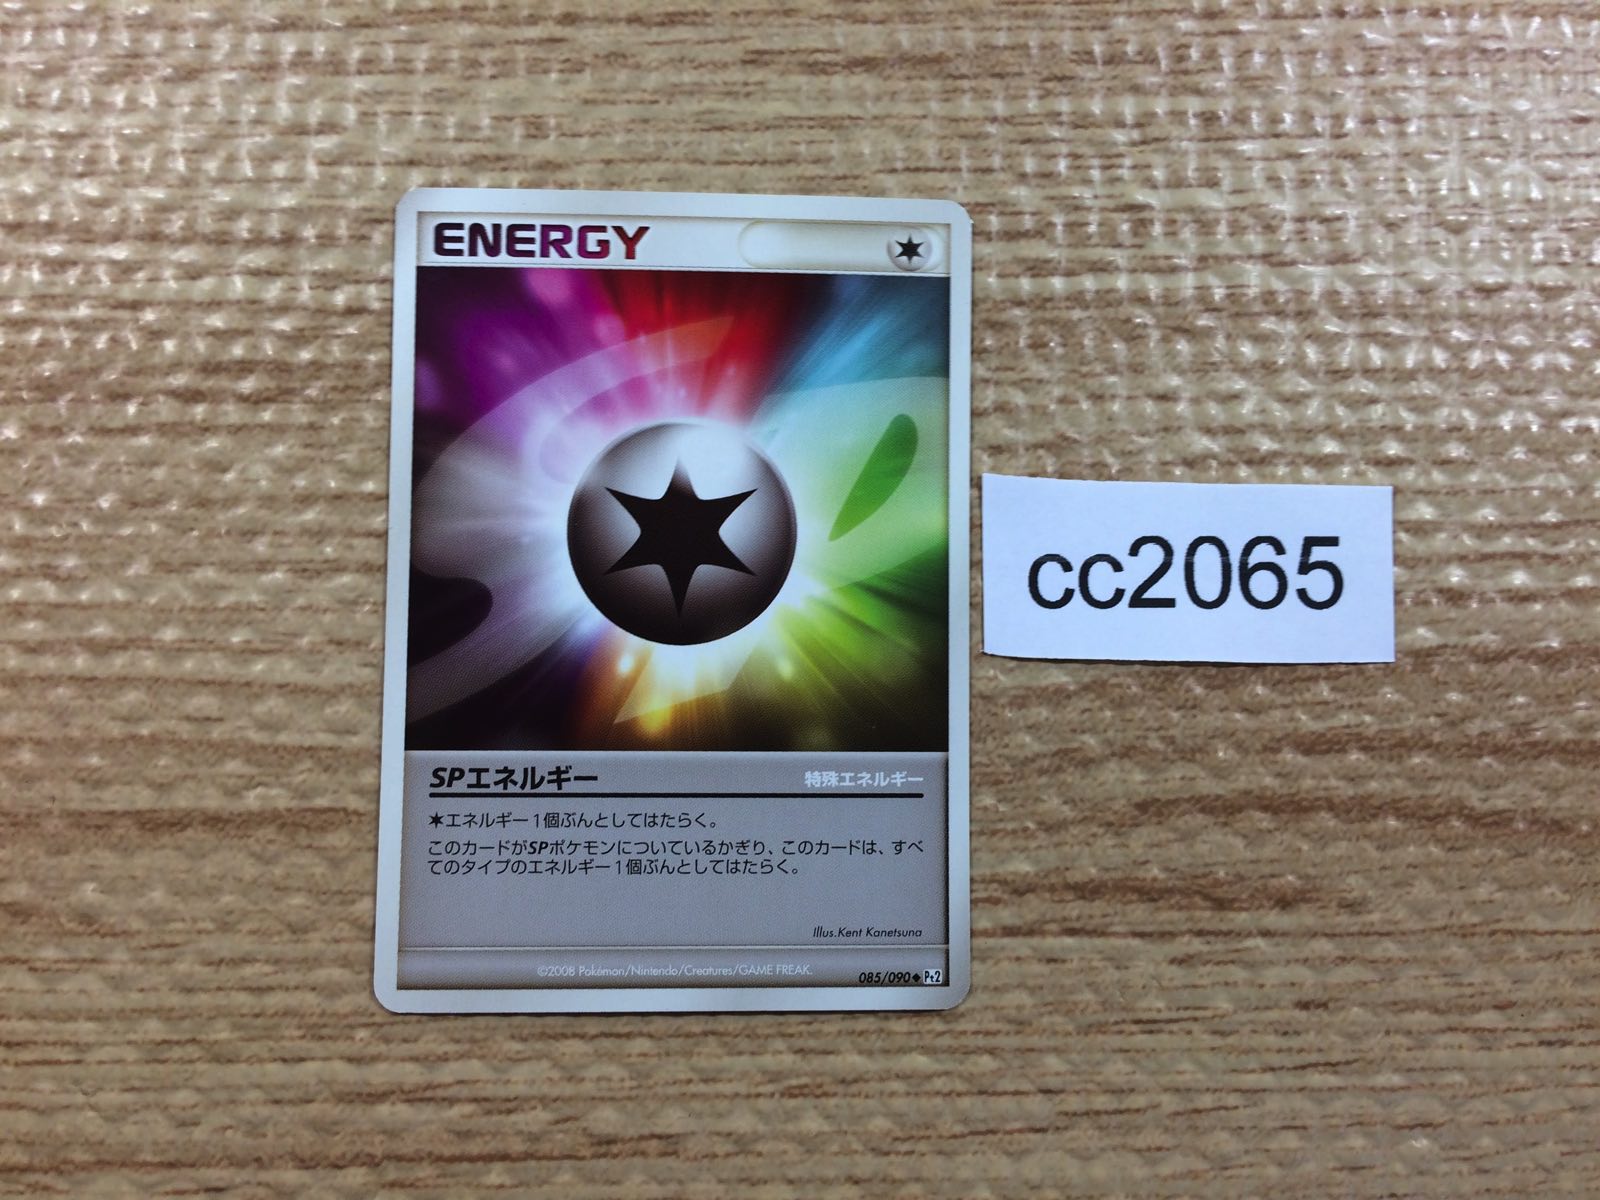 ENERGY
SPエネルギー 特殊エネルギー
✶エネルギー1個ぶんとしてはたらく。
このカードがSPポケモンについているかぎり、このカードは、すべ
てのタイプのエネルギー1個ぶんとしてはたらく。
Illus.Kent Kanetsuna
©2008 Pokémon/Nintendo/Creatures/GAME FREAK.
085/090◆ Pt2
cc2065